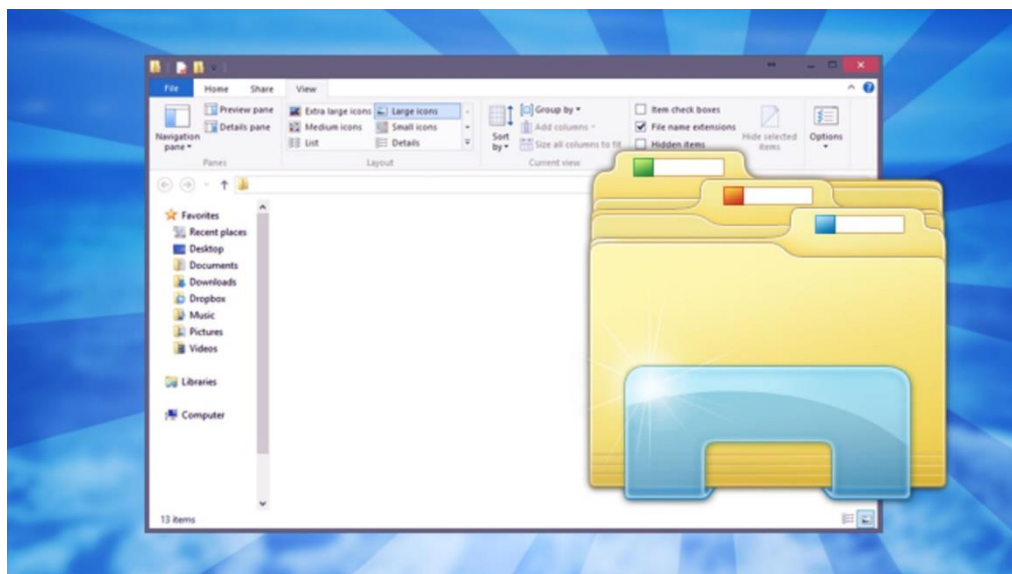 File Home Share View
Preview pane Extra large icons Large icons Group by Item check boxes
Navigation pane Details pane Medium icons Small icons Sort by Add columns File name extensions Hide selected items Options
List Details Size all columns to fit Hidden items
Panes Layout Current view
Favorites
Recent places
Desktop
Documents
Downloads
Dropbox
Music
Pictures
Videos
Libraries
Computer
13 items